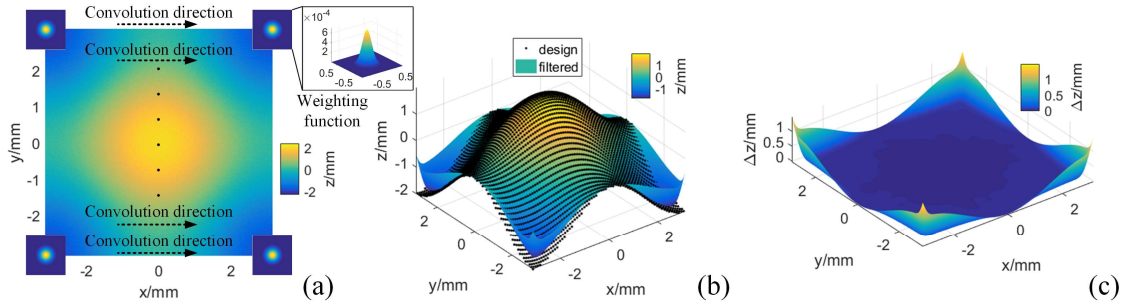 Convolution direction
Convolution direction
×10⁻⁴
6
4
2
0.5
-0.5
-0.5
0.5
Weighting
function
2
1
0
-1
-2
y/mm
2
0
-2
z/mm
Convolution direction
Convolution direction
-2
0
2
x/mm
(a)
design
filtered
2
1
0
-1
z/mm
1
0
-1
-2
z/mm
2
0
-2
y/mm
-2
0
2
x/mm
(b)
1
0.5
0
Δz/mm
1
0.5
0
Δz/mm
2
0
-2
y/mm
-2
0
2
x/mm
(c)